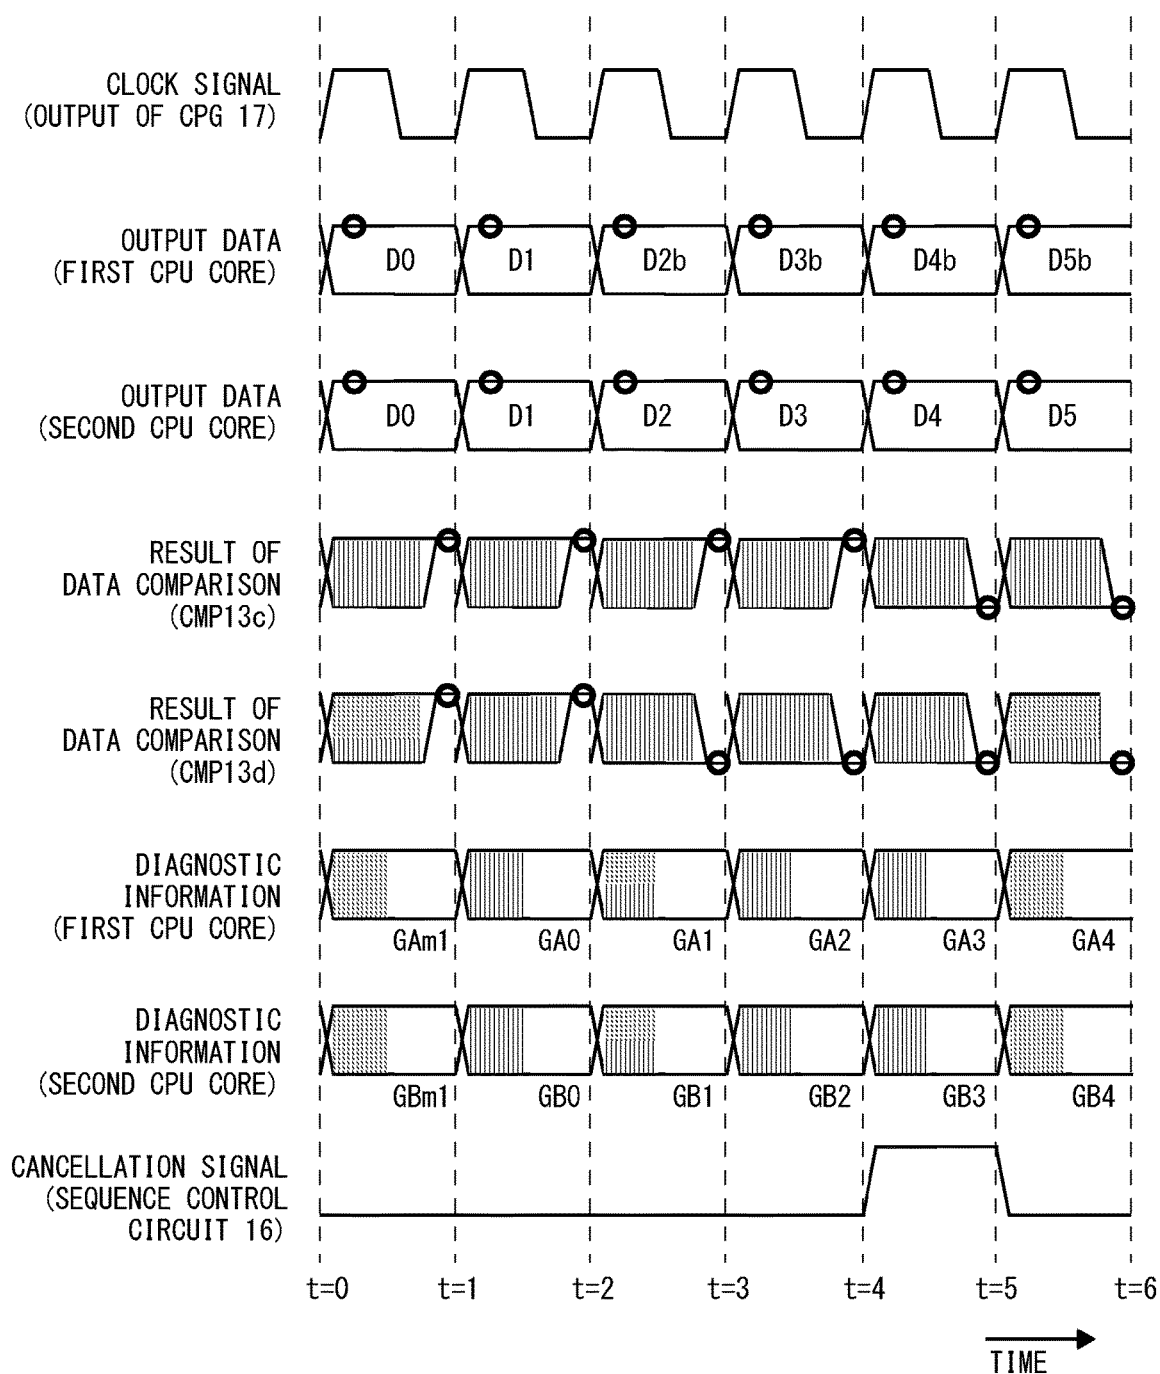 CLOCK SIGNAL
(OUTPUT OF CPG 17)
OUTPUT DATA
(FIRST CPU CORE)
D0 D1 D2b D3b D4b D5b
OUTPUT DATA
(SECOND CPU CORE)
D0 D1 D2 D3 D4 D5
RESULT OF
DATA COMPARISON
(CMP13c)
RESULT OF
DATA COMPARISON
(CMP13d)
DIAGNOSTIC
INFORMATION
(FIRST CPU CORE)
GAm1 GA0 GA1 GA2 GA3 GA4
DIAGNOSTIC
INFORMATION
(SECOND CPU CORE)
GBm1 GB0 GB1 GB2 GB3 GB4
CANCELLATION SIGNAL
(SEQUENCE CONTROL
CIRCUIT 16)
t=0 t=1 t=2 t=3 t=4 t=5 t=6
TIME